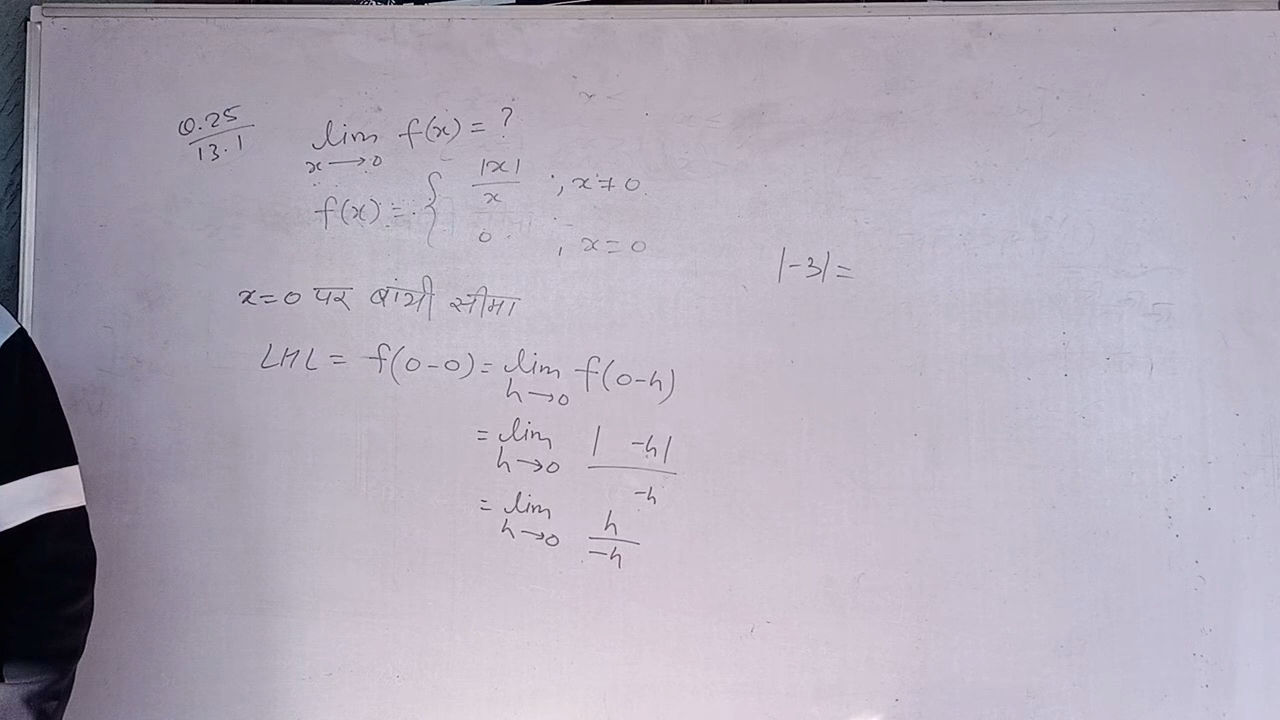 Q.25
13.1
lim f(x) = ?
x→0
f(x) = { |x|/x ; x≠0
0 , x=0
|-3| =
x=0 पर बांयी सीमा
LHL = f(0-0) = lim f(0-h)
h→0
= lim | -h|
h→0 -h
= lim h
h→0 -h